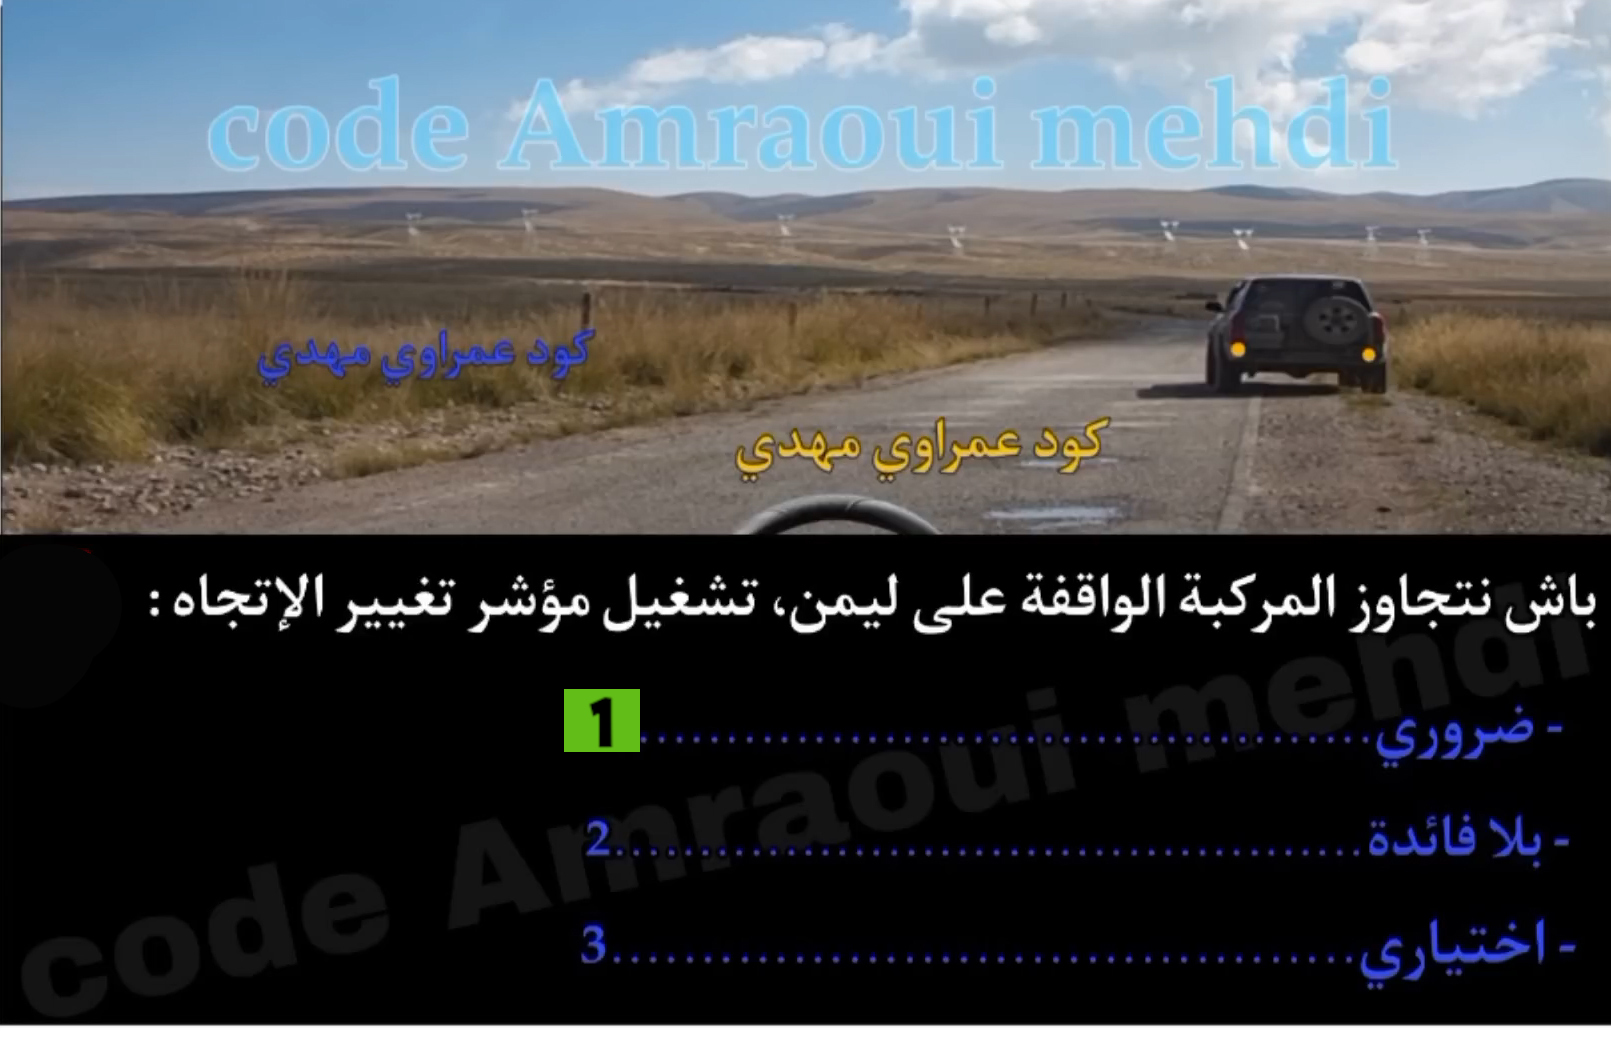 code Amraoui mehdi
كود عمراوي مهدي
كود عمراوي مهدي
باش نتجاوز المركبة الواقفة على ليمن، تشغيل مؤشر تغيير الإتجاه :
- ضروري............................................1
- بلا فائدة............................................2
- اختياري............................................3
code Amraoui mehdi